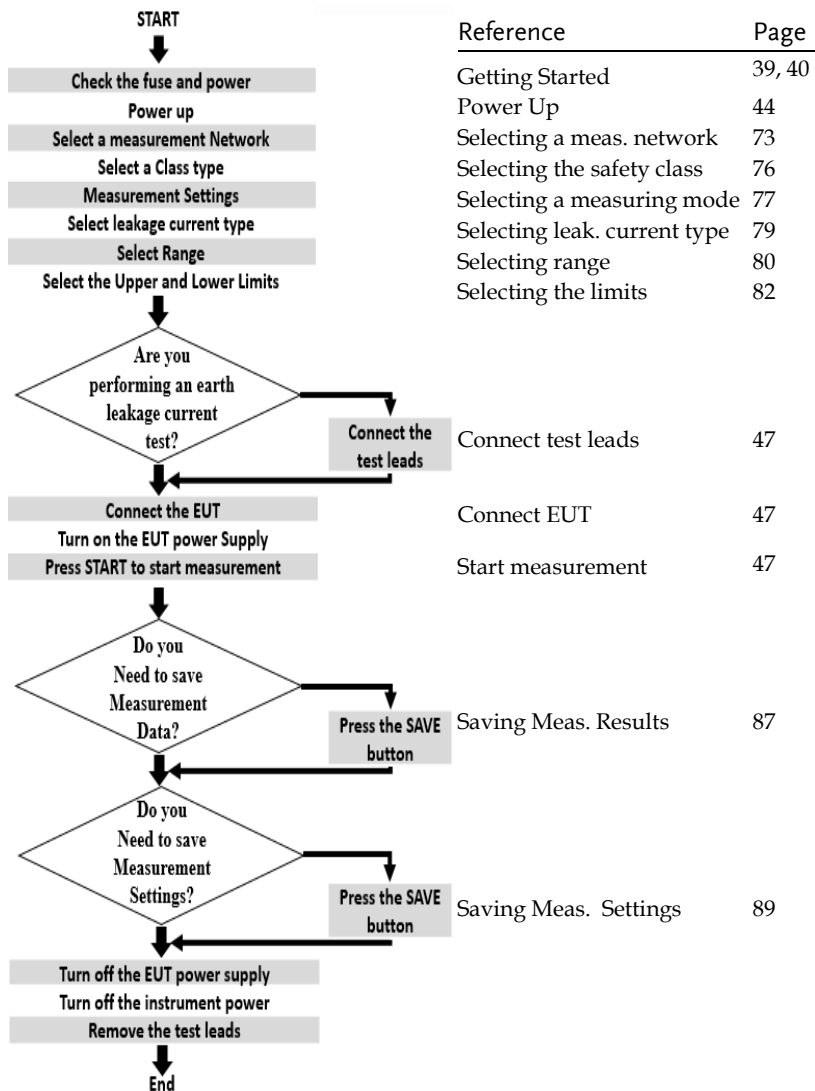 START
Check the fuse and power
Power up
Select a measurement Network
Select a Class type
Measurement Settings
Select leakage current type
Select Range
Select the Upper and Lower Limits
Are you
performing an earth
leakage current
test?
Connect the
test leads
Connect the EUT
Turn on the EUT power Supply
Press START to start measurement
Do you
Need to save
Measurement
Data?
Press the SAVE
button
Do you
Need to save
Measurement
Settings?
Press the SAVE
button
Turn off the EUT power supply
Turn off the instrument power
Remove the test leads
End
Reference Page
Getting Started 39, 40
Power Up 44
Selecting a meas. network 73
Selecting the safety class 76
Selecting a measuring mode 77
Selecting leak. current type 79
Selecting range 80
Selecting the limits 82
Connect test leads 47
Connect EUT 47
Start measurement 47
Saving Meas. Results 87
Saving Meas. Settings 89